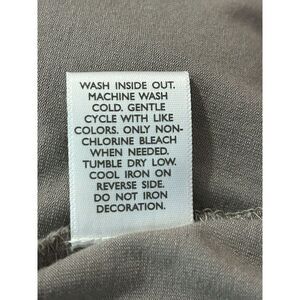 WASH INSIDE OUT.
MACHINE WASH
COLD. GENTLE
CYCLE WITH LIKE
COLORS. ONLY NON-
CHLORINE BLEACH
WHEN NEEDED.
TUMBLE DRY LOW.
COOL IRON ON
REVERSE SIDE.
DO NOT IRON
DECORATION.